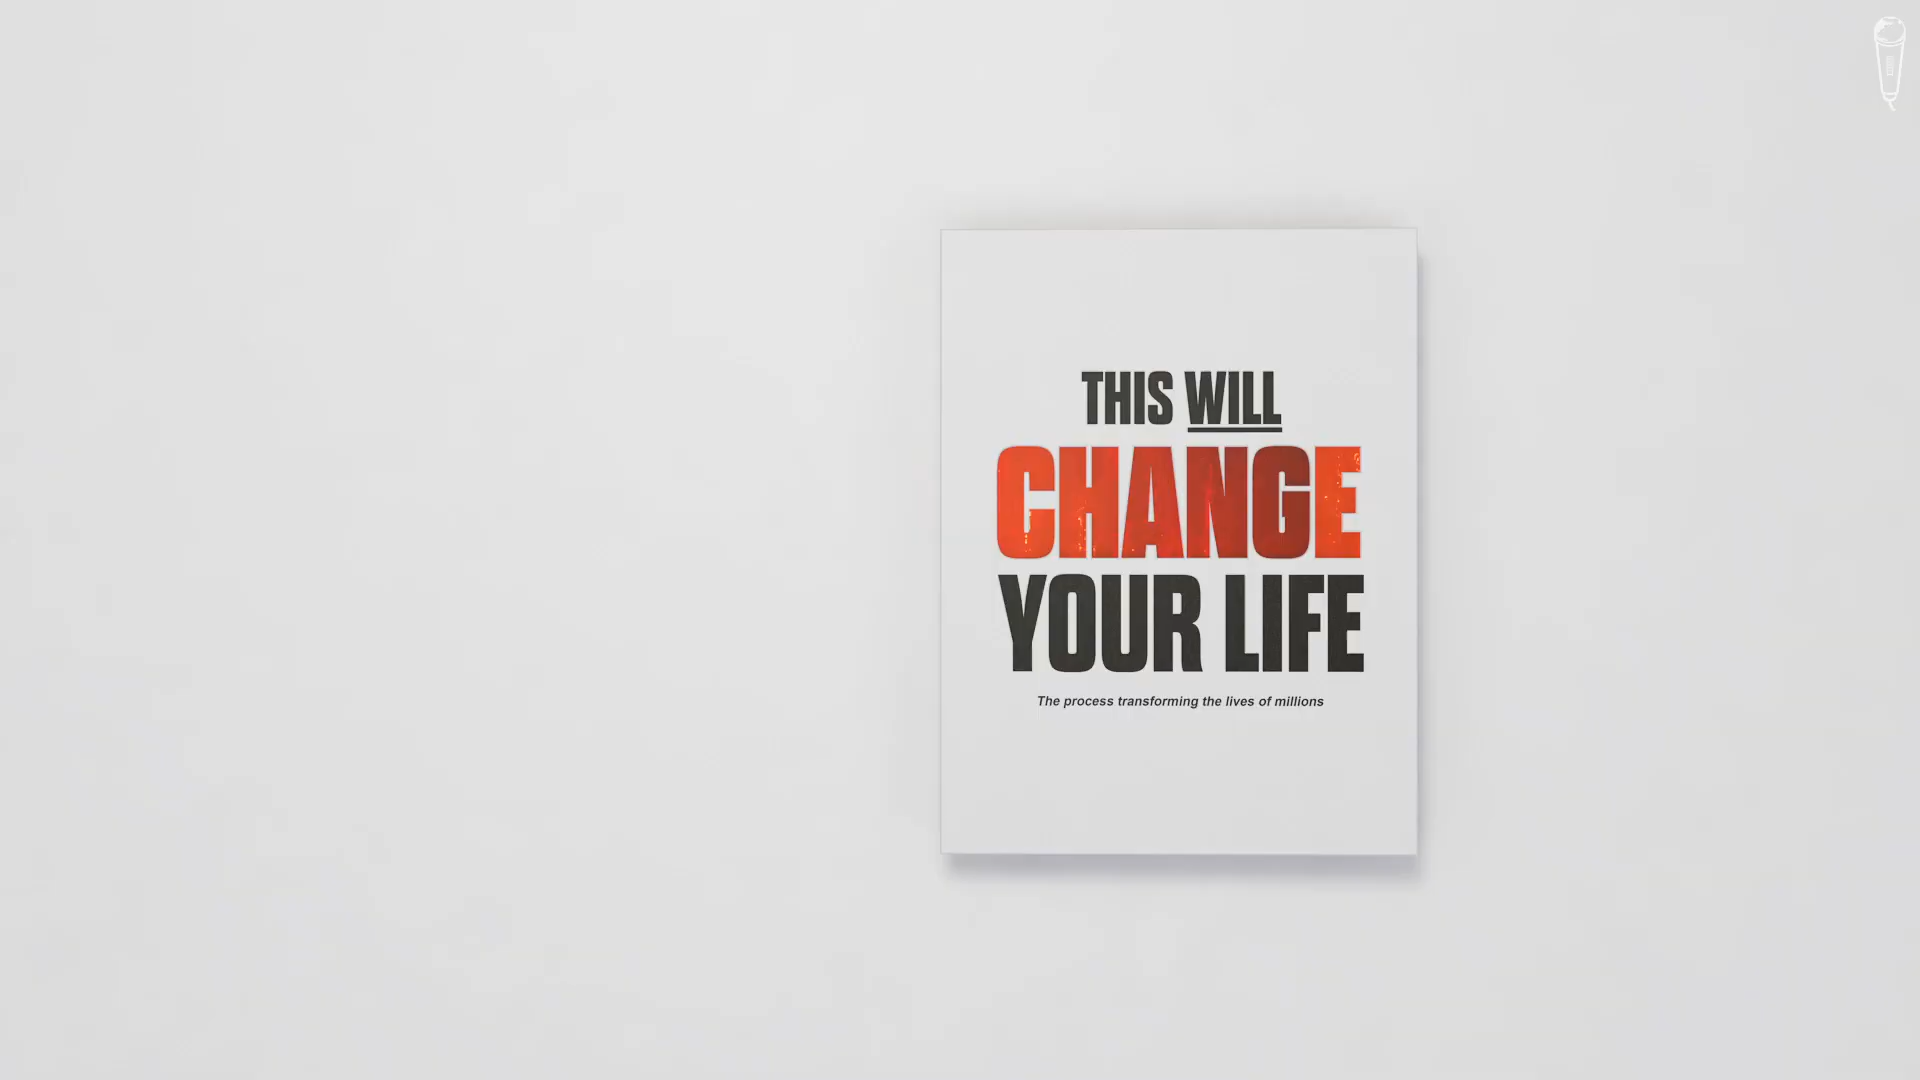 THIS WILL
CHANGE
YOUR LIFE
The process transforming the lives of millions